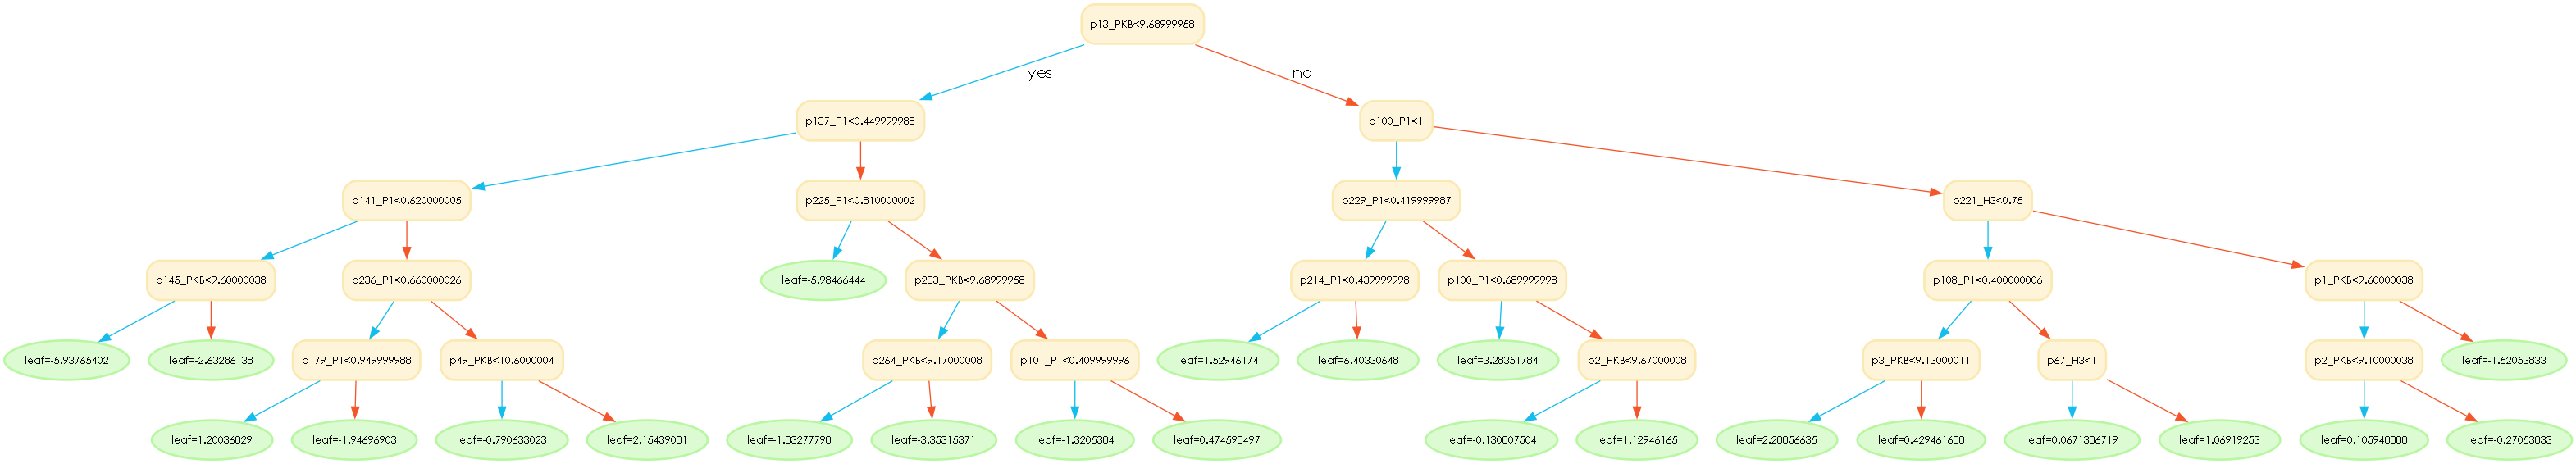 p13_PKB<9.68999958
yes
no
p137_P1<0.449999988
p100_P1<1
p141_P1<0.620000005
p225_P1<0.810000002
p229_P1<0.419999987
p221_H3<0.75
p145_PKB<9.60000038
p236_P1<0.660000026
leaf=-5.98466444
p233_PKB<9.68999958
p214_P1<0.439999998
p100_P1<0.689999998
p108_P1<0.400000006
p1_PKB<9.60000038
leaf=-5.93765402
leaf=-2.63286138
p179_P1<0.949999988
p49_PKB<10.6000004
p264_PKB<9.17000008
p101_P1<0.409999996
leaf=1.52946174
leaf=6.40330648
leaf=3.28351784
p2_PKB<9.67000008
p3_PKB<9.13000011
p67_H3<1
p2_PKB<9.10000038
leaf=-1.52053833
leaf=1.20036829
leaf=-1.94696903
leaf=-0.790633023
leaf=2.15439081
leaf=-1.83277798
leaf=-3.35315371
leaf=-1.3205384
leaf=0.474598497
leaf=-0.130807504
leaf=1.12946165
leaf=2.28856635
leaf=0.429461688
leaf=0.0671386719
leaf=1.06919253
leaf=0.105948888
leaf=-0.27053833